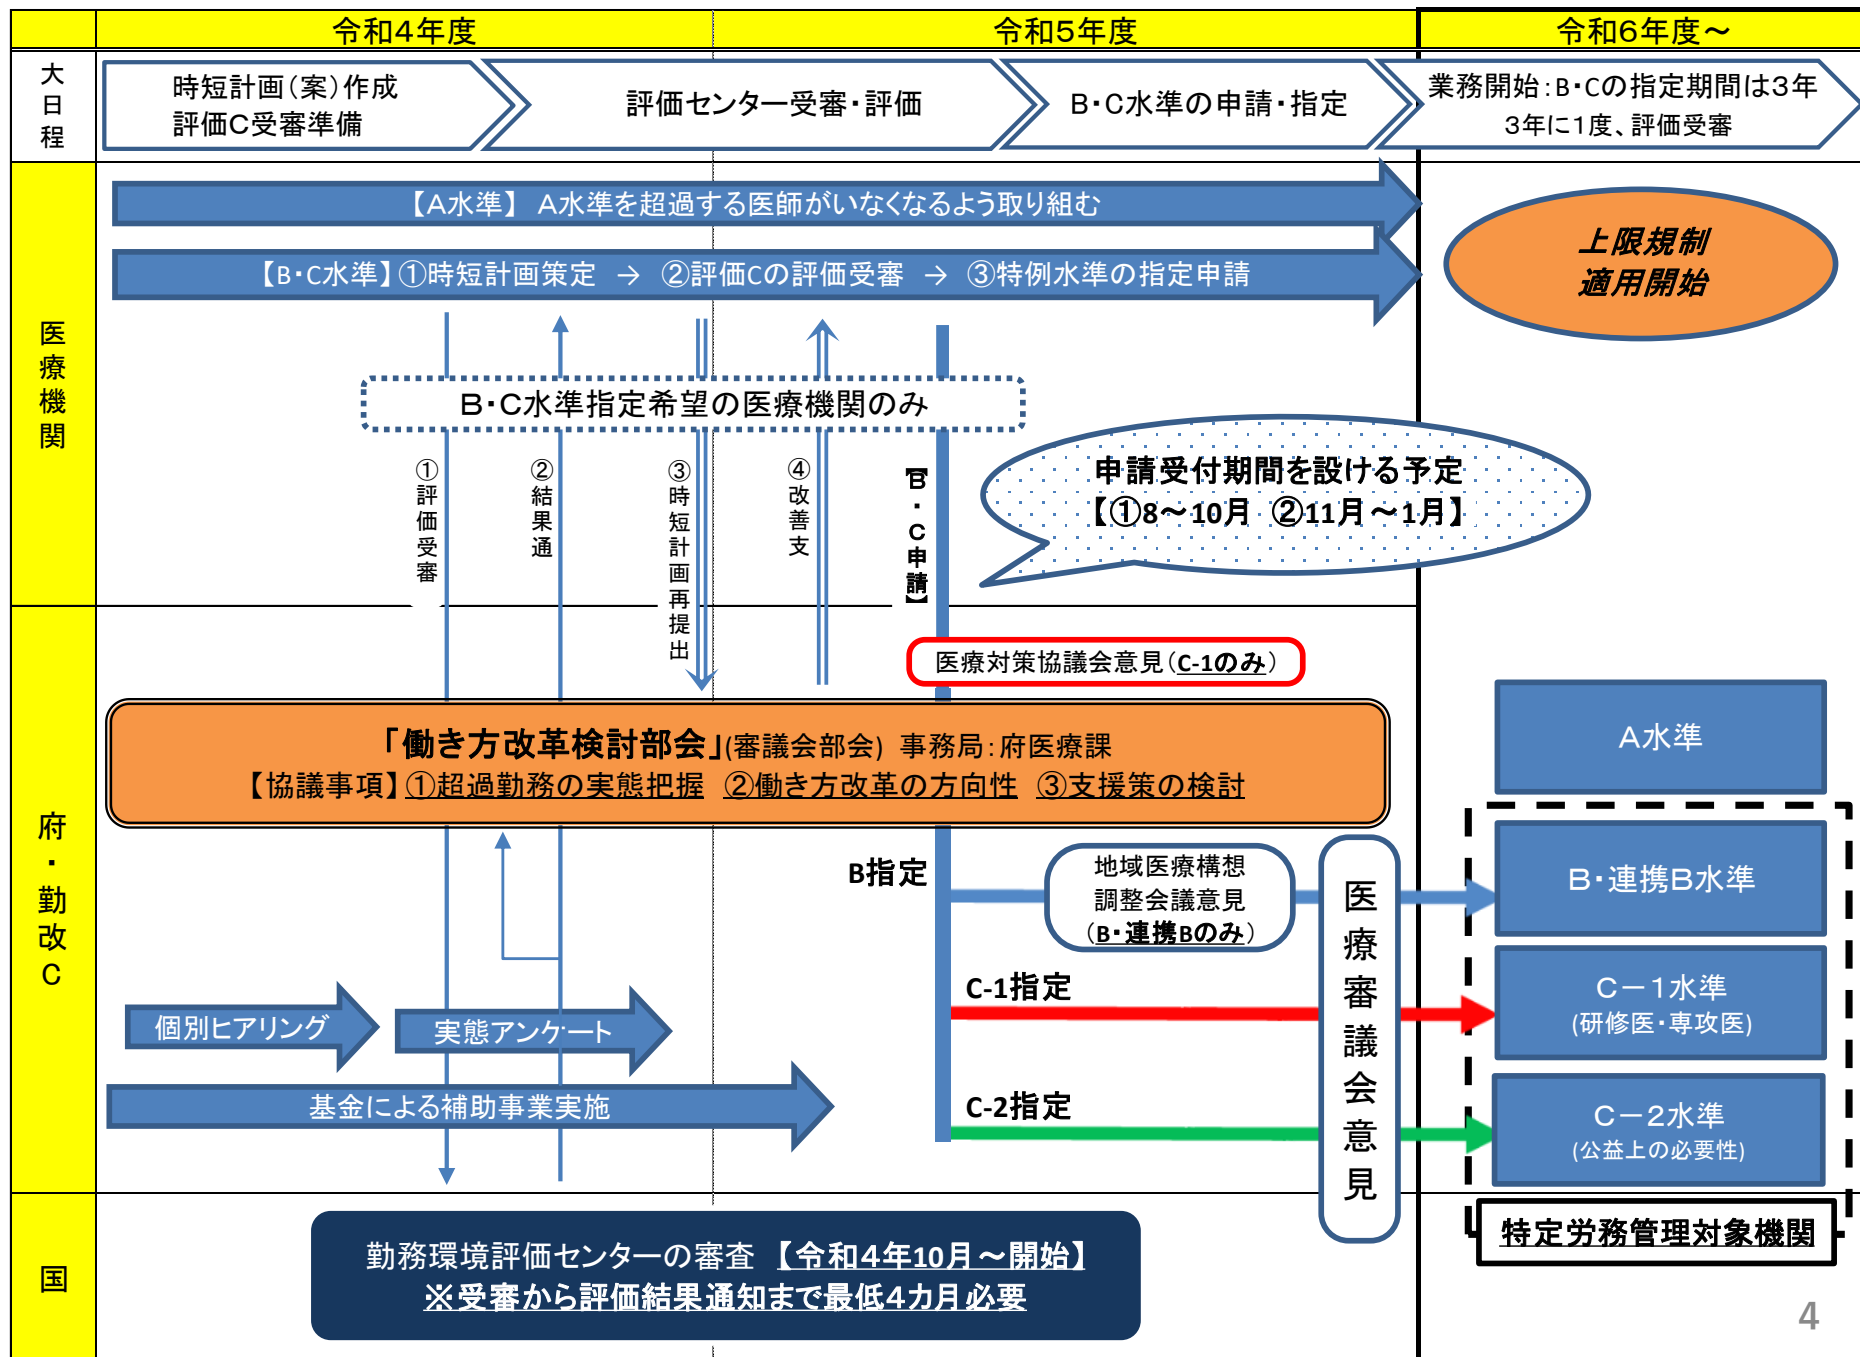 令和4年度
令和5年度
令和6年度～
大日程
時短計画（案）作成
評価C受審準備
評価センター受審・評価
B・C水準の申請・指定
業務開始：B・Cの指定期間は３年
３年に１度、評価受審
医療機関
【A水準】 A水準を超過する医師がいなくなるよう取り組む
【B・C水準】①時短計画策定 → ②評価Cの評価受審 → ③特例水準の指定申請
上限規制
適用開始
B・C水準指定希望の医療機関のみ
①評価受審
②結果通
③時短計画再提出
④改善支
【B・C申請】
申請受付期間を設ける予定
【①8～10月 ②11月～1月】
府・勤改C
医療対策協議会意見（C-1のみ）
「働き方改革検討部会」(審議会部会) 事務局：府医療課
【協議事項】①超過勤務の実態把握 ②働き方改革の方向性 ③支援策の検討
B指定
地域医療構想
調整会議意見
（B・連携Bのみ）
C-1指定
C-2指定
医療審議会意見
個別ヒアリング
実態アンケート
基金による補助事業実施
A水準
B・連携B水準
C－1水準
(研修医・専攻医)
C－2水準
(公益上の必要性)
特定労務管理対象機関
国
勤務環境評価センターの審査 【令和4年10月～開始】
※受審から評価結果通知まで最低4カ月必要
4